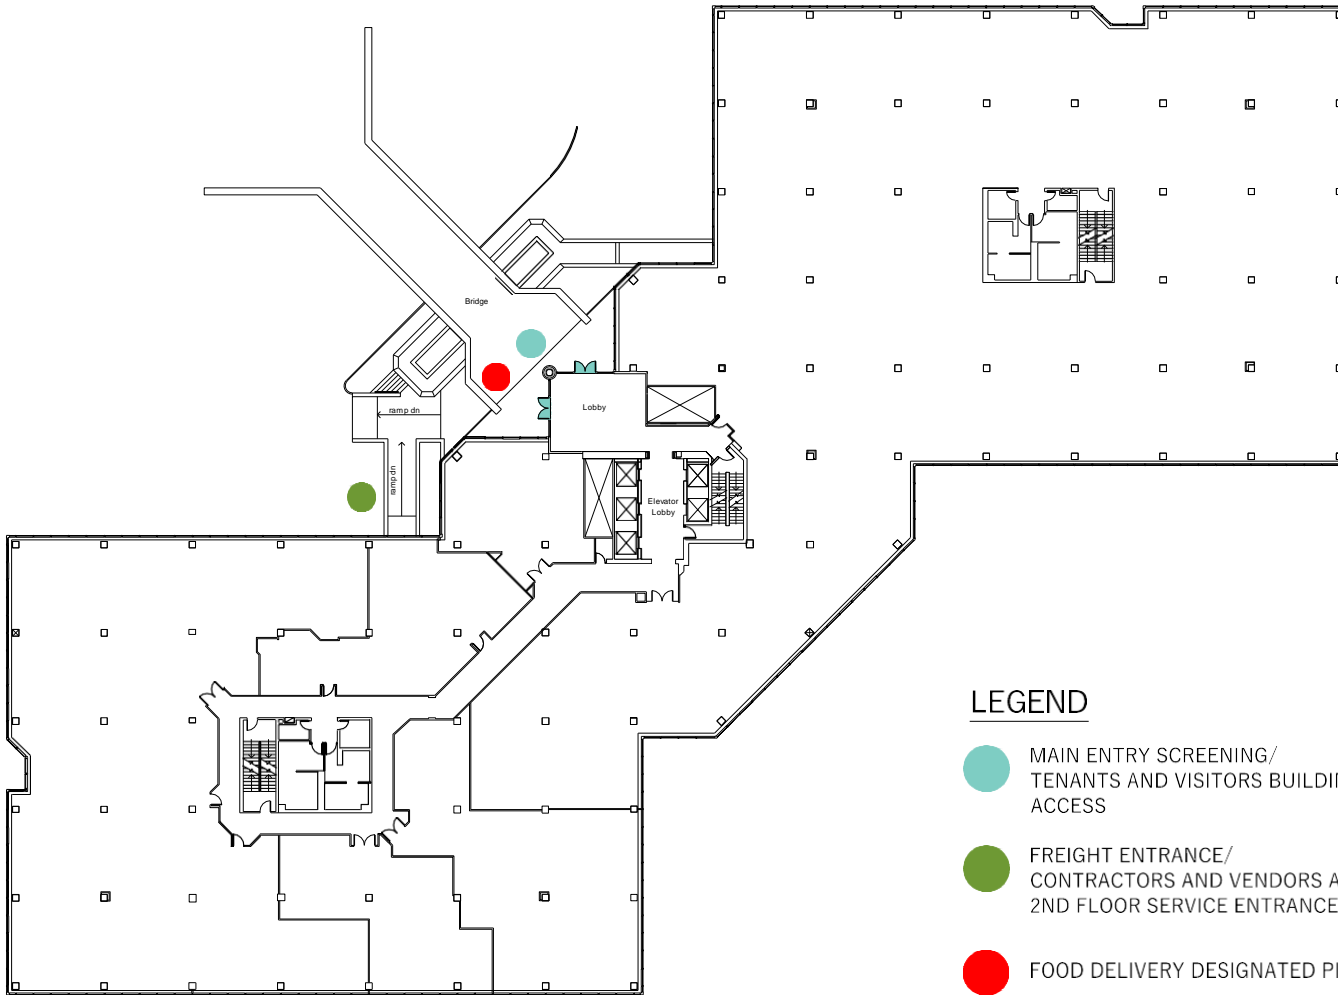 Bridge
ramp dn
Lobby
ramp dn
Elevator
Lobby
LEGEND
MAIN ENTRY SCREENING/
TENANTS AND VISITORS
ACCESS
FREIGHT ENTRANCE/
CONTRACTORS AND VENDORS
2ND FLOOR SERVICE ENTRANCE
FOOD DELIVERY DESIGNATED